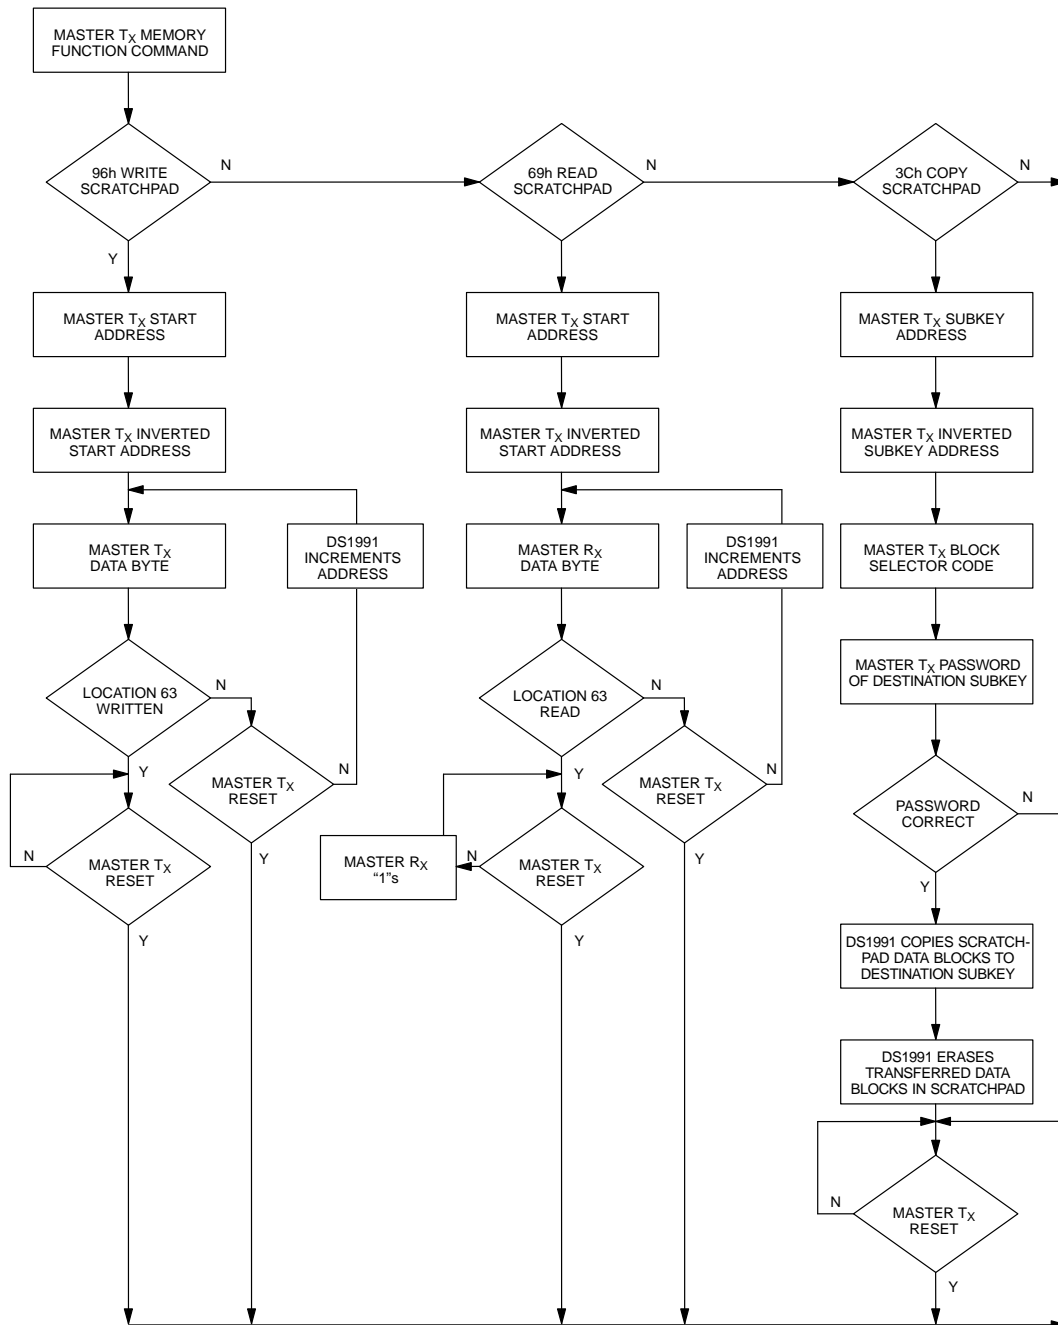 MASTER TX MEMORY
FUNCTION COMMAND
96h WRITE
SCRATCHPAD
N
69h READ
SCRATCHPAD
N
3Ch COPY
SCRATCHPAD
N
Y
MASTER TX START
ADDRESS
MASTER TX START
ADDRESS
MASTER TX SUBKEY
ADDRESS
MASTER TX INVERTED
START ADDRESS
MASTER TX INVERTED
START ADDRESS
MASTER TX INVERTED
SUBKEY ADDRESS
MASTER TX
DATA BYTE
DS1991
INCREMENTS
ADDRESS
MASTER RX
DATA BYTE
DS1991
INCREMENTS
ADDRESS
MASTER TX BLOCK
SELECTOR CODE
MASTER TX PASSWORD
OF DESTINATION SUBKEY
LOCATION 63
WRITTEN
N
LOCATION 63
READ
N
Y
MASTER TX
RESET
N
Y
MASTER TX
RESET
N
PASSWORD
CORRECT
N
N
MASTER TX
RESET
Y
MASTER RX
“1”s
N
MASTER TX
RESET
Y
Y
Y
Y
DS1991 COPIES SCRATCH-
PAD DATA BLOCKS TO
DESTINATION SUBKEY
DS1991 ERASES
TRANSFERRED DATA
BLOCKS IN SCRATCHPAD
N
MASTER TX
RESET
Y